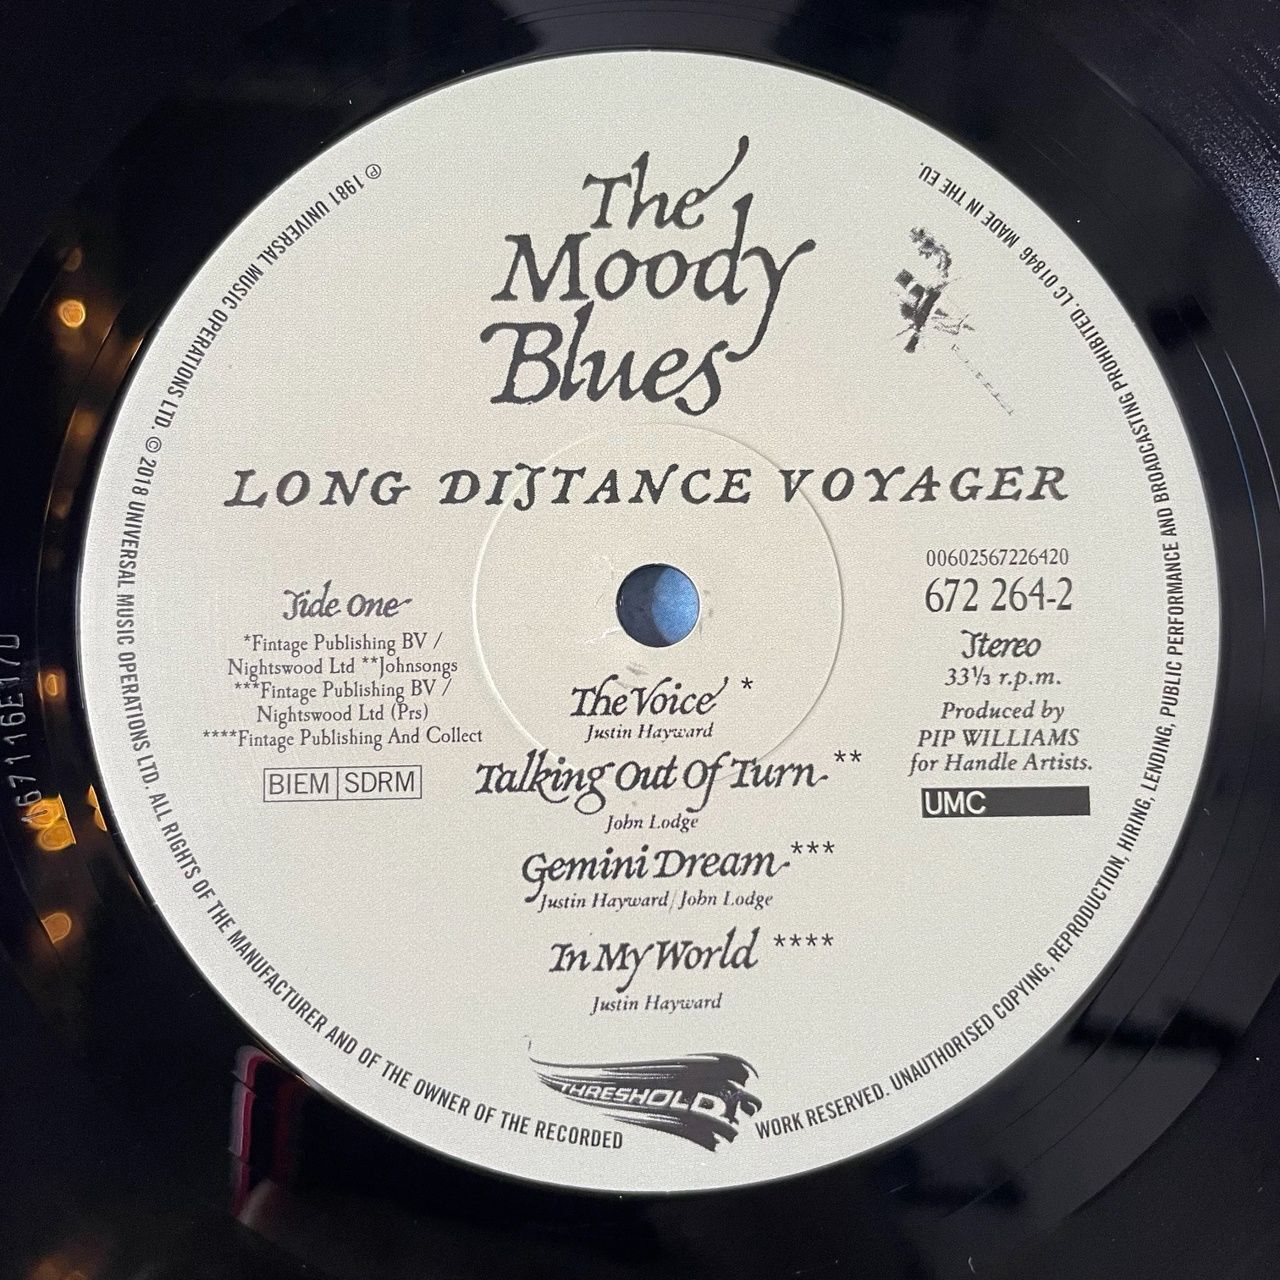 The
Moody
Blues
LONG DISTANCE VOYAGER
Side One
*Fintage Publishing BV /
Nightswood Ltd **Johnsongs
***Fintage Publishing BV /
Nightswood Ltd (Prs)
****Fintage Publishing And Collect
BIEM SDRM
00602567226420
672 264-2
Stereo
33⅓ r.p.m.
Produced by
PIP WILLIAMS
for Handle Artists.
UMC
The Voice *
Justin Hayward
Talking Out Of Turn **
John Lodge
Gemini Dream ***
Justin Hayward/John Lodge
In My World ****
Justin Hayward
THRESHOLD
℗ 1981 UNIVERSAL MUSIC OPERATIONS LTD. © 2018 UNIVERSAL MUSIC OPERATIONS LTD. ALL RIGHTS OF THE MANUFACTURER AND OF THE OWNER OF THE RECORDED WORK RESERVED. UNAUTHORISED COPYING, REPRODUCTION, HIRING, LENDING, PUBLIC PERFORMANCE AND BROADCASTING PROHIBITED. LC 01846 MADE IN THE EU.